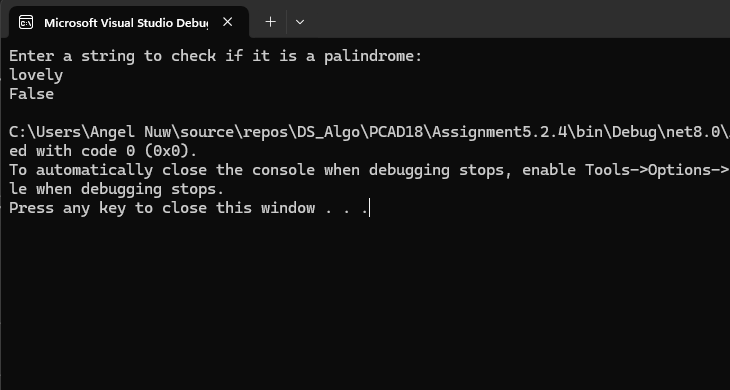 Microsoft Visual Studio Debug
Enter a string to check if it is a palindrome:
lovely
False
C:\Users\Angel Nuw\source\repos\DS_Algo\PCAD18\Assignment5.2.4\bin\Debug\net8.0\
ed with code 0 (0x0).
To automatically close the console when debugging stops, enable Tools->Options->
le when debugging stops.
Press any key to close this window . . .